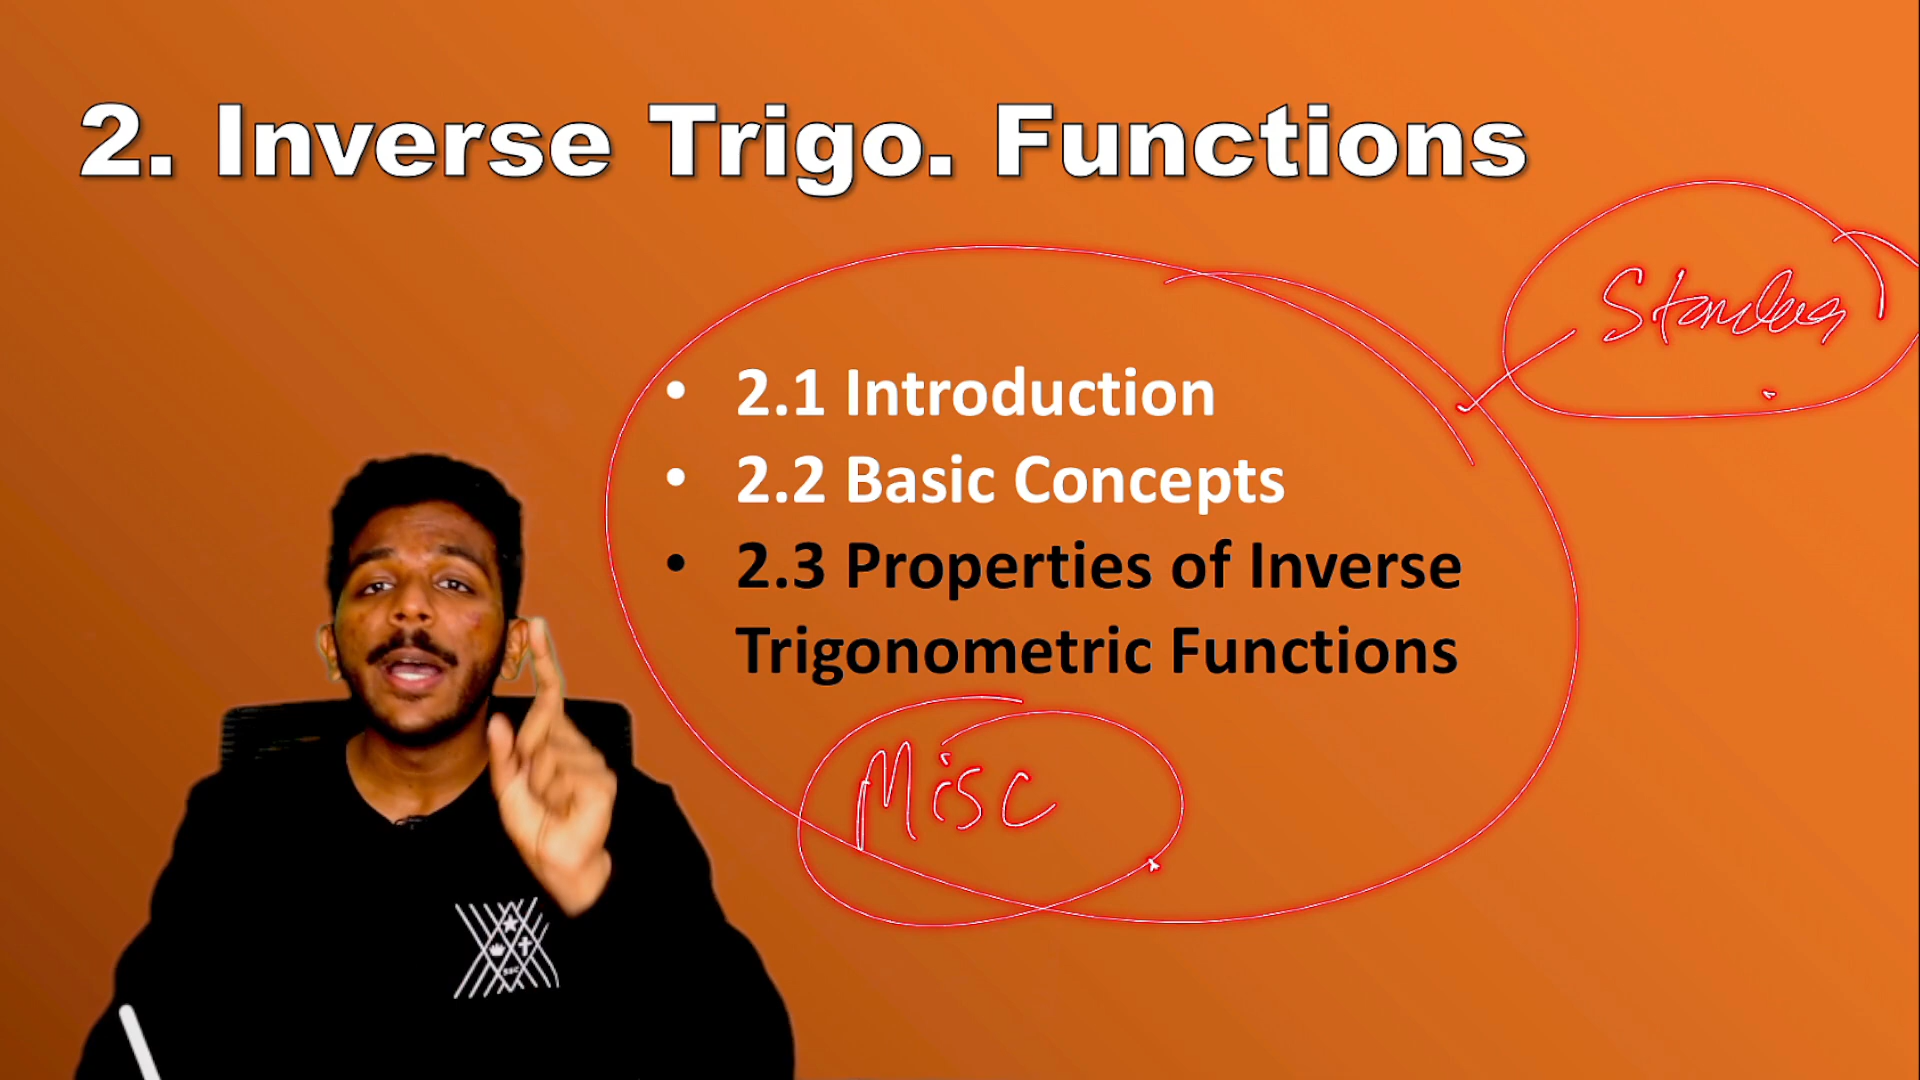 2. Inverse Trigo. Functions
• 2.1 Introduction
• 2.2 Basic Concepts
• 2.3 Properties of Inverse
Trigonometric Functions
Misc